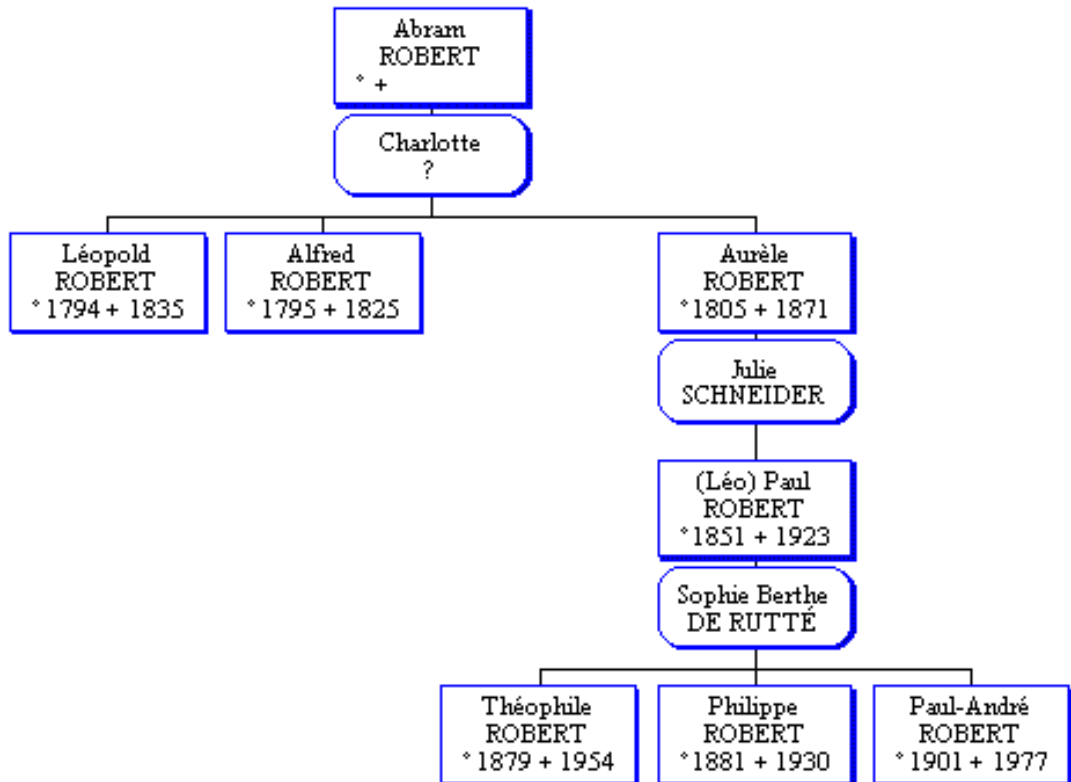 Abram
ROBERT
° +
Charlotte
?
Léopold
ROBERT
°1794 + 1835
Alfred
ROBERT
°1795 + 1825
Aurèle
ROBERT
°1805 + 1871
Julie
SCHNEIDER
(Léo) Paul
ROBERT
°1851 + 1923
Sophie Berthe
DE RUTTÉ
Théophile
ROBERT
°1879 + 1954
Philippe
ROBERT
°1881 + 1930
Paul-André
ROBERT
°1901 + 1977